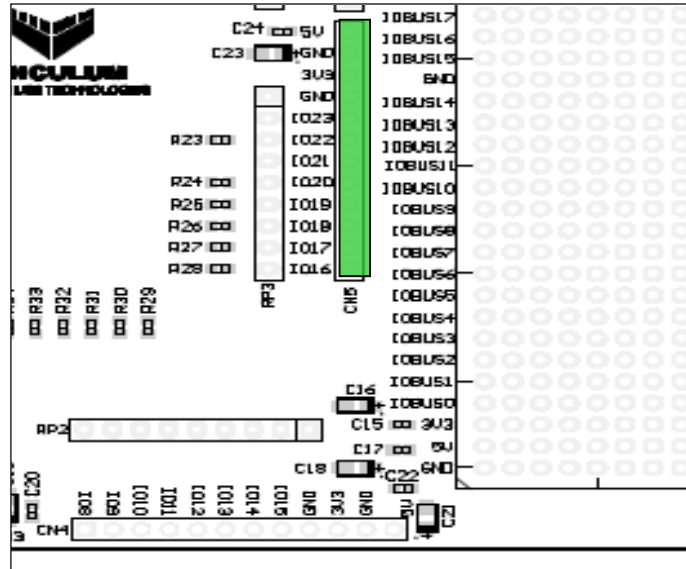 NCULUM
C24 5V
C23 + GND
3V3
GND
IO23
R23 IO22
IO21
R24 IO20
R25 IO19
R26 IO18
R27 IO17
R28 IO16
RP3
CN5
IOBUS17
IOBUS16
IOBUS15
GND
IOBUS14
IOBUS13
IOBUS12
IOBUS11
IOBUS10
IOBUS9
IOBUS8
IOBUS7
IOBUS6
IOBUS5
IOBUS4
IOBUS3
IOBUS2
IOBUS1
IOBUS0
3V3
5V
GND
R33 R32 R31 R30 R29
C16 +
C15
RP2
C17
C18 +
C22
C20
IO8 IO9 IO10 IO11 IO12 IO13 IO14 IO15 GND 3V3 GND 5V
CN4
C21 +
3